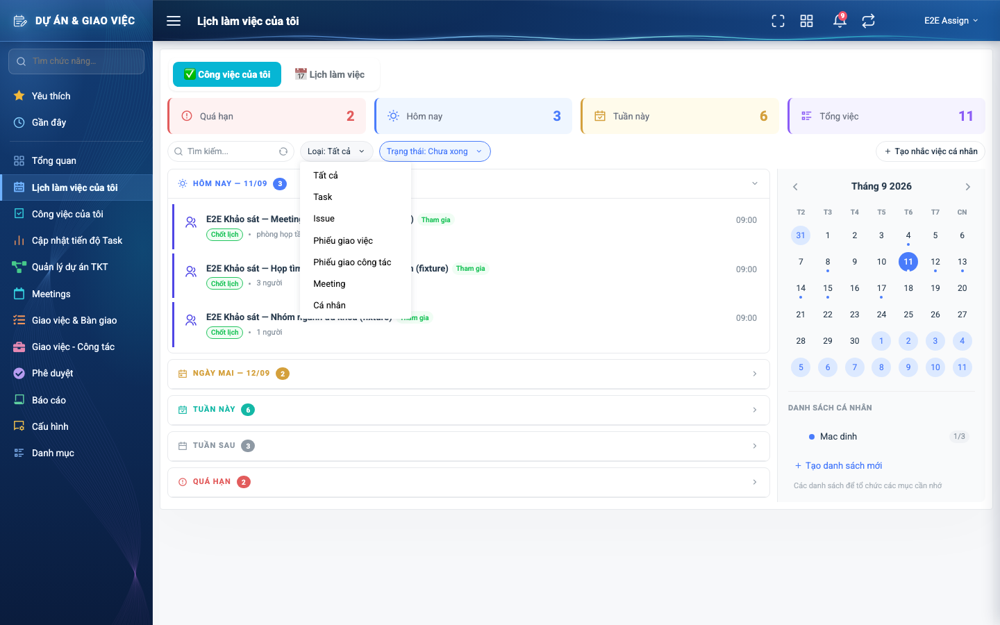 DỰ ÁN & GIAO VIỆC
Lịch làm việc của tôi
9
E2E Assign
Tìm chức năng...
Yêu thích
Gần đây
Tổng quan
Lịch làm việc của tôi
Công việc của tôi
Cập nhật tiến độ Task
Quản lý dự án TKT
Meetings
Giao việc & Bàn giao
Giao việc - Công tác
Phê duyệt
Báo cáo
Cấu hình
Danh mục
Công việc của tôi
Lịch làm việc
Quá hạn 2
Hôm nay 3
Tuần này 6
Tổng việc 11
Tìm kiếm...
Loại: Tất cả
Trạng thái: Chưa xong
+ Tạo nhắc việc cá nhân
Tất cả
Task
Issue
Phiếu giao việc
Phiếu giao công tác
Meeting
Cá nhân
HÔM NAY — 11/09 3
E2E Khảo sát — Meeting ) Tham gia 09:00
Chốt lịch • phòng họp
E2E Khảo sát — Họp (fixture) Tham gia 09:00
Chốt lịch • 3 người
E2E Khảo sát — Nhóm gia 09:00
Chốt lịch • 1 người
NGÀY MAI — 12/09 2
TUẦN NÀY 6
TUẦN SAU 3
QUÁ HẠN 2
Tháng 9 2026
T2 T3 T4 T5 T6 T7 CN
31 1 2 3 4 5 6
7 8 9 10 11 12 13
14 15 16 17 18 19 20
21 22 23 24 25 26 27
28 29 30 1 2 3 4
5 6 7 8 9 10 11
DANH SÁCH CÁ NHÂN
Mac dinh 1/3
+ Tạo danh sách mới
Các danh sách để tổ chức các mục cần nhớ